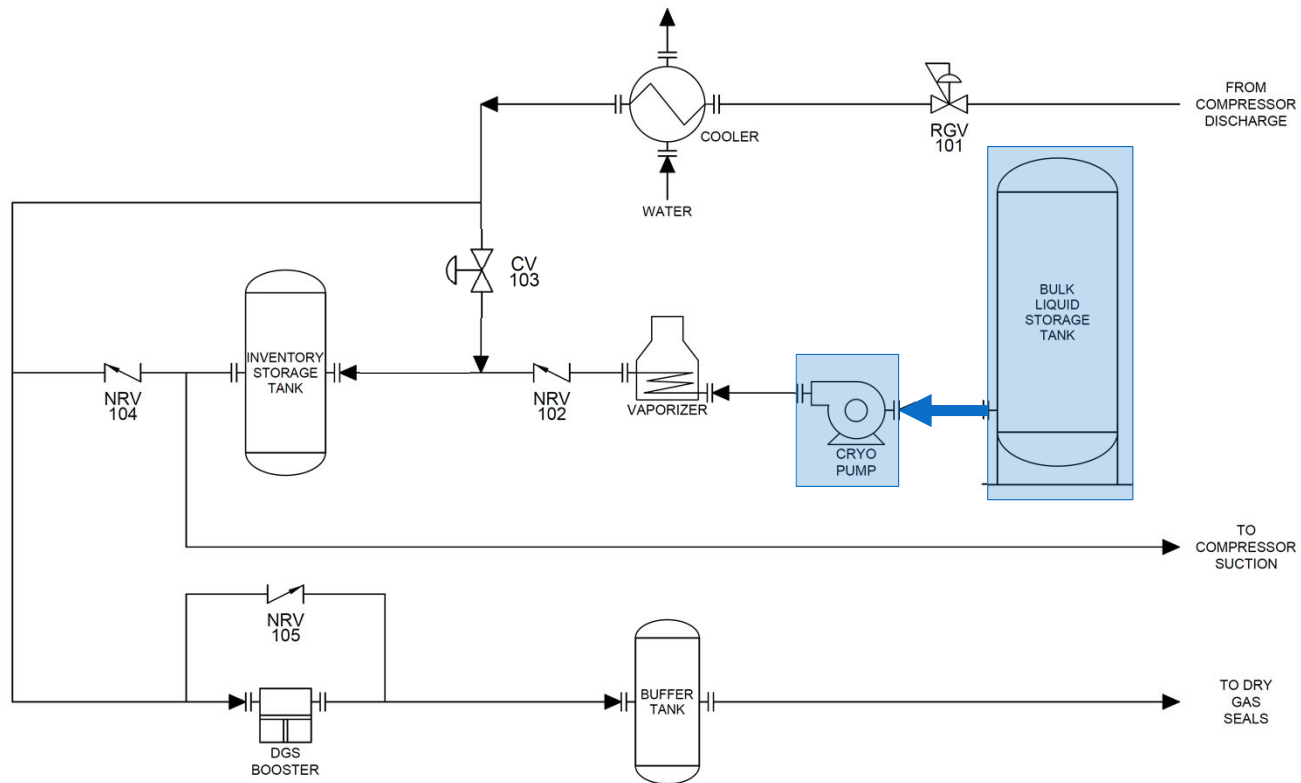 COOLER
WATER
RGV
101
FROM
COMPRESSOR
DISCHARGE
CV
103
BULK
LIQUID
STORAGE
TANK
INVENTORY
STORAGE
TANK
NRV
104
NRV
102
VAPORIZER
CRYO
PUMP
TO
COMPRESSOR
SUCTION
NRV
105
DGS
BOOSTER
BUFFER
TANK
TO DRY
GAS
SEALS